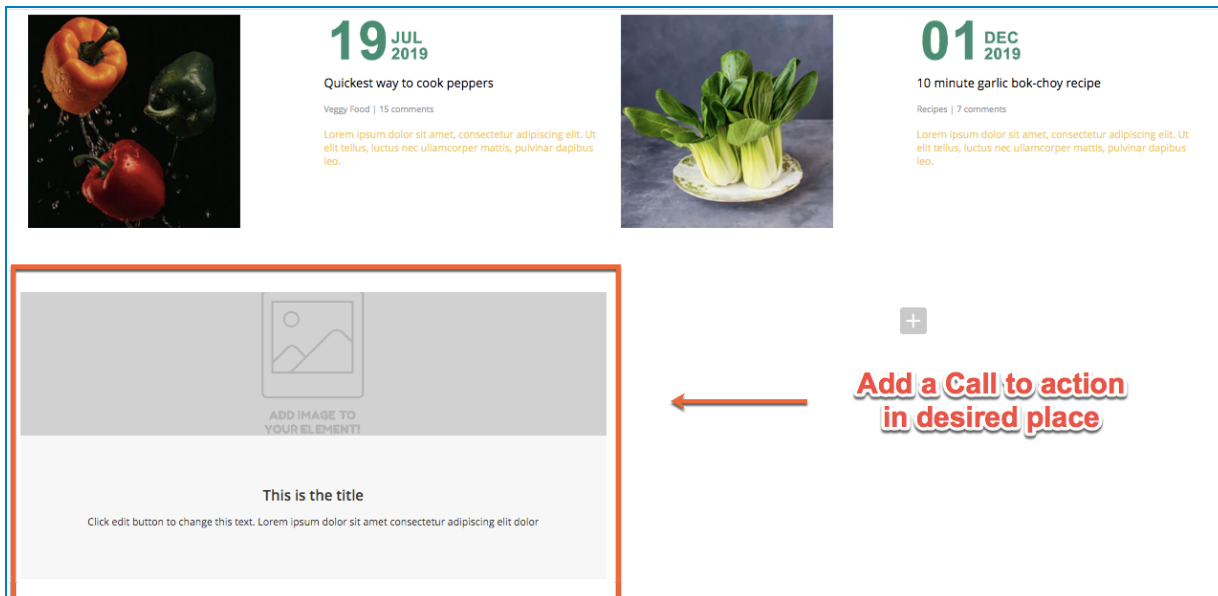 19 JUL
2019
Quickest way to cook peppers
Veggy Food | 15 comments
Lorem ipsum dolor sit amet, consectetur adipiscing elit. Ut
elit tellus, luctus nec ullamcorper mattis, pulvinar dapibus
leo.
01 DEC
2019
10 minute garlic bok-choy recipe
Recipes | 7 comments
Lorem ipsum dolor sit amet, consectetur adipiscing elit. Ut
elit tellus, luctus nec ullamcorper mattis, pulvinar dapibus
leo.
ADD IMAGE TO
YOUR ELEMENT!
This is the title
Click edit button to change this text. Lorem ipsum dolor sit amet consectetur adipiscing elit dolor
Add a Call to action
in desired place